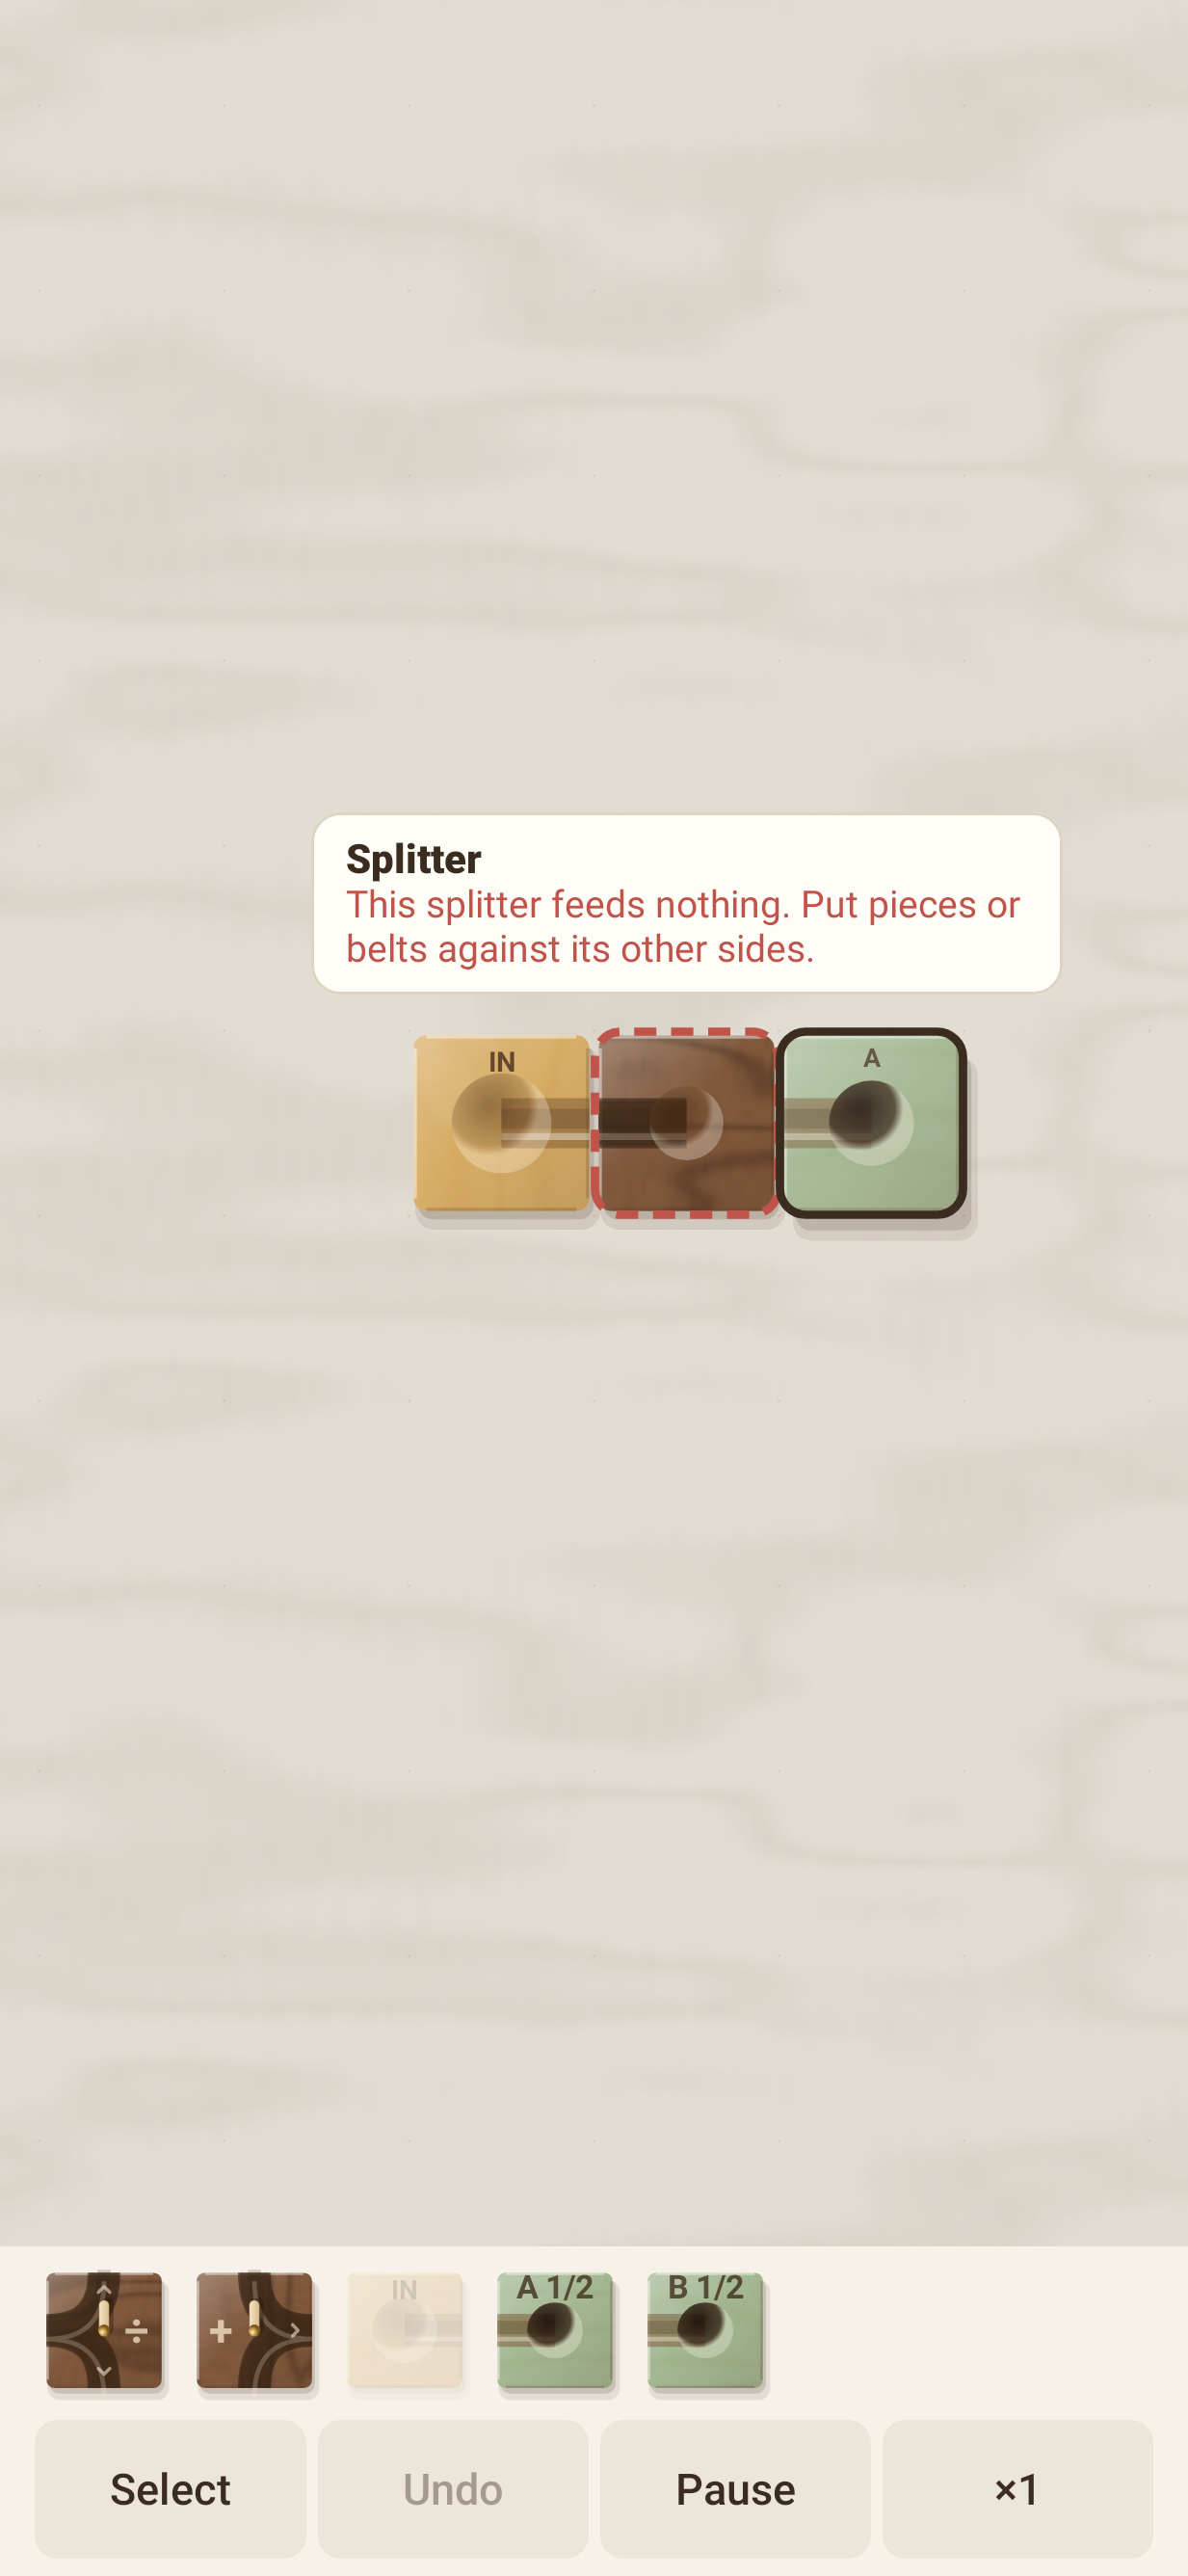 Splitter
This splitter feeds nothing. Put pieces or
belts against its other sides.
IN
A
÷
+
IN
A 1/2
B 1/2
Select
Undo
Pause
×1